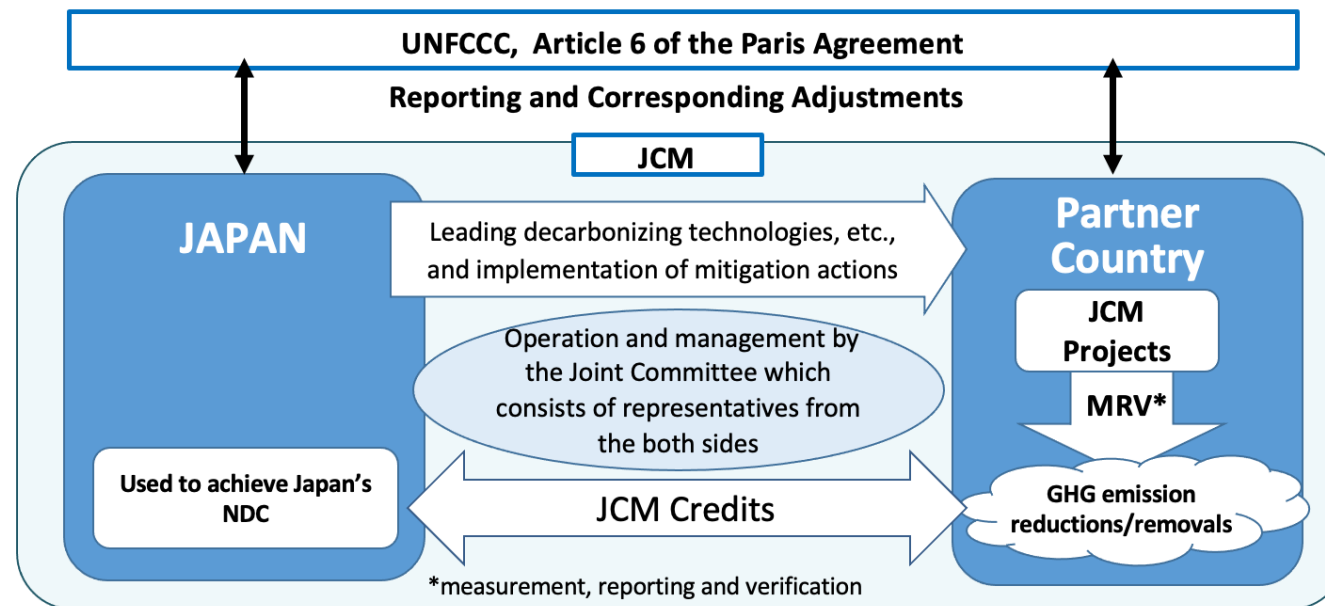 UNFCCC, Article 6 of the Paris Agreement
Reporting and Corresponding Adjustments
JCM
JAPAN
Leading decarbonizing technologies, etc.,
and implementation of mitigation actions
Partner
Country
JCM
Projects
Operation and management by
the Joint Committee which
consists of representatives from
the both sides
MRV*
Used to achieve Japan's
NDC
JCM Credits
GHG emission
reductions/removals
*measurement, reporting and verification